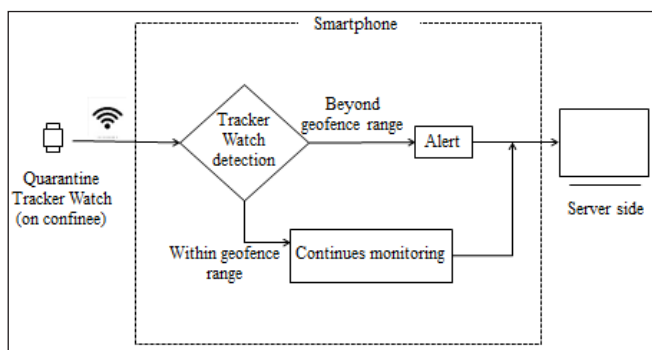 Smartphone
Tracker
Watch
detection
Beyond
geofence range
Alert
Quarantine
Tracker Watch
(on confinee)
Server side
Within geofence
range
Continues monitoring